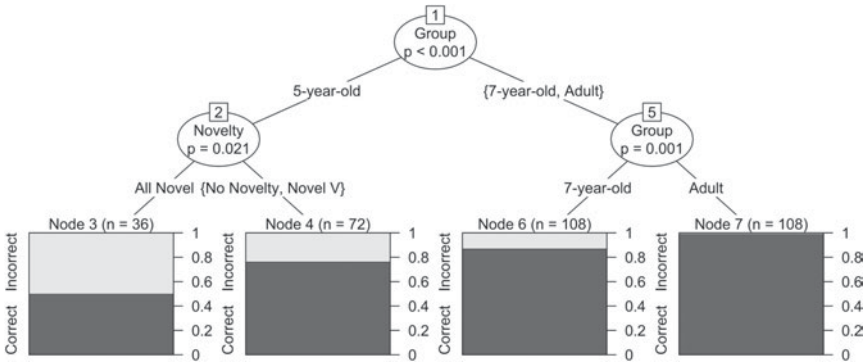 1
Group
p < 0.001
5-year-old
{7-year-old, Adult}
2
Novelty
p = 0.021
5
Group
p = 0.001
All Novel
{No Novelty, Novel V}
7-year-old
Adult
Node 3 (n = 36)
Incorrect
Correct
1
0.8
0.6
0.4
0.2
0
Node 4 (n = 72)
Incorrect
Correct
1
0.8
0.6
0.4
0.2
0
Node 6 (n = 108)
Incorrect
Correct
1
0.8
0.6
0.4
0.2
0
Node 7 (n = 108)
Incorrect
Correct
1
0.8
0.6
0.4
0.2
0